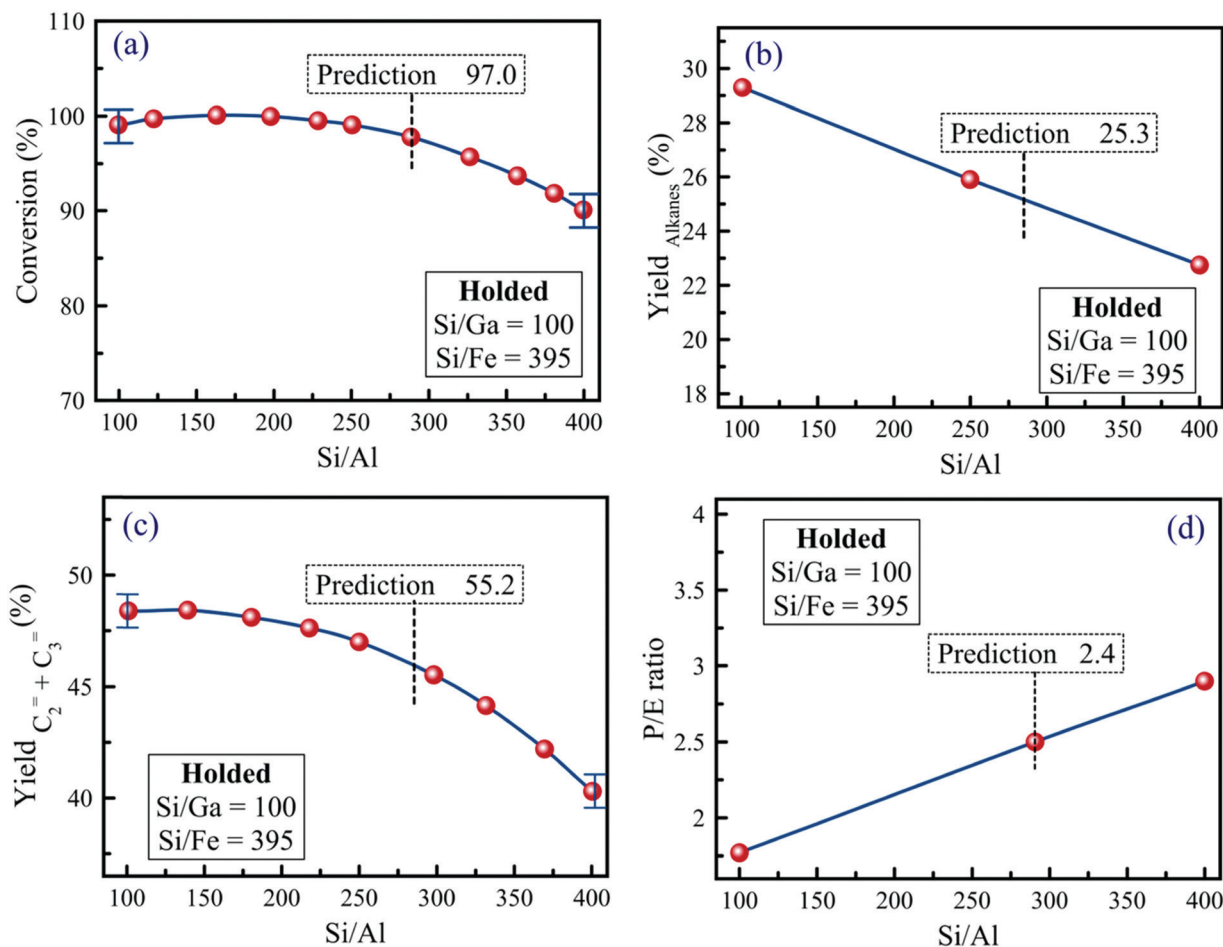 (a)
Prediction 97.0
Conversion (%)
110
100
90
80
70
Holded
Si/Ga = 100
Si/Fe = 395
100 150 200 250 300 350 400
Si/Al
(b)
Prediction 25.3
Yield Alkanes (%)
30
28
26
24
22
20
18
Holded
Si/Ga = 100
Si/Fe = 395
100 150 200 250 300 350 400
Si/Al
(c)
Prediction 55.2
Yield C2= + C3= (%)
50
45
40
Holded
Si/Ga = 100
Si/Fe = 395
100 150 200 250 300 350 400
Si/Al
(d)
Holded
Si/Ga = 100
Si/Fe = 395
Prediction 2.4
P/E ratio
4
3.5
3
2.5
2
100 150 200 250 300 350 400
Si/Al